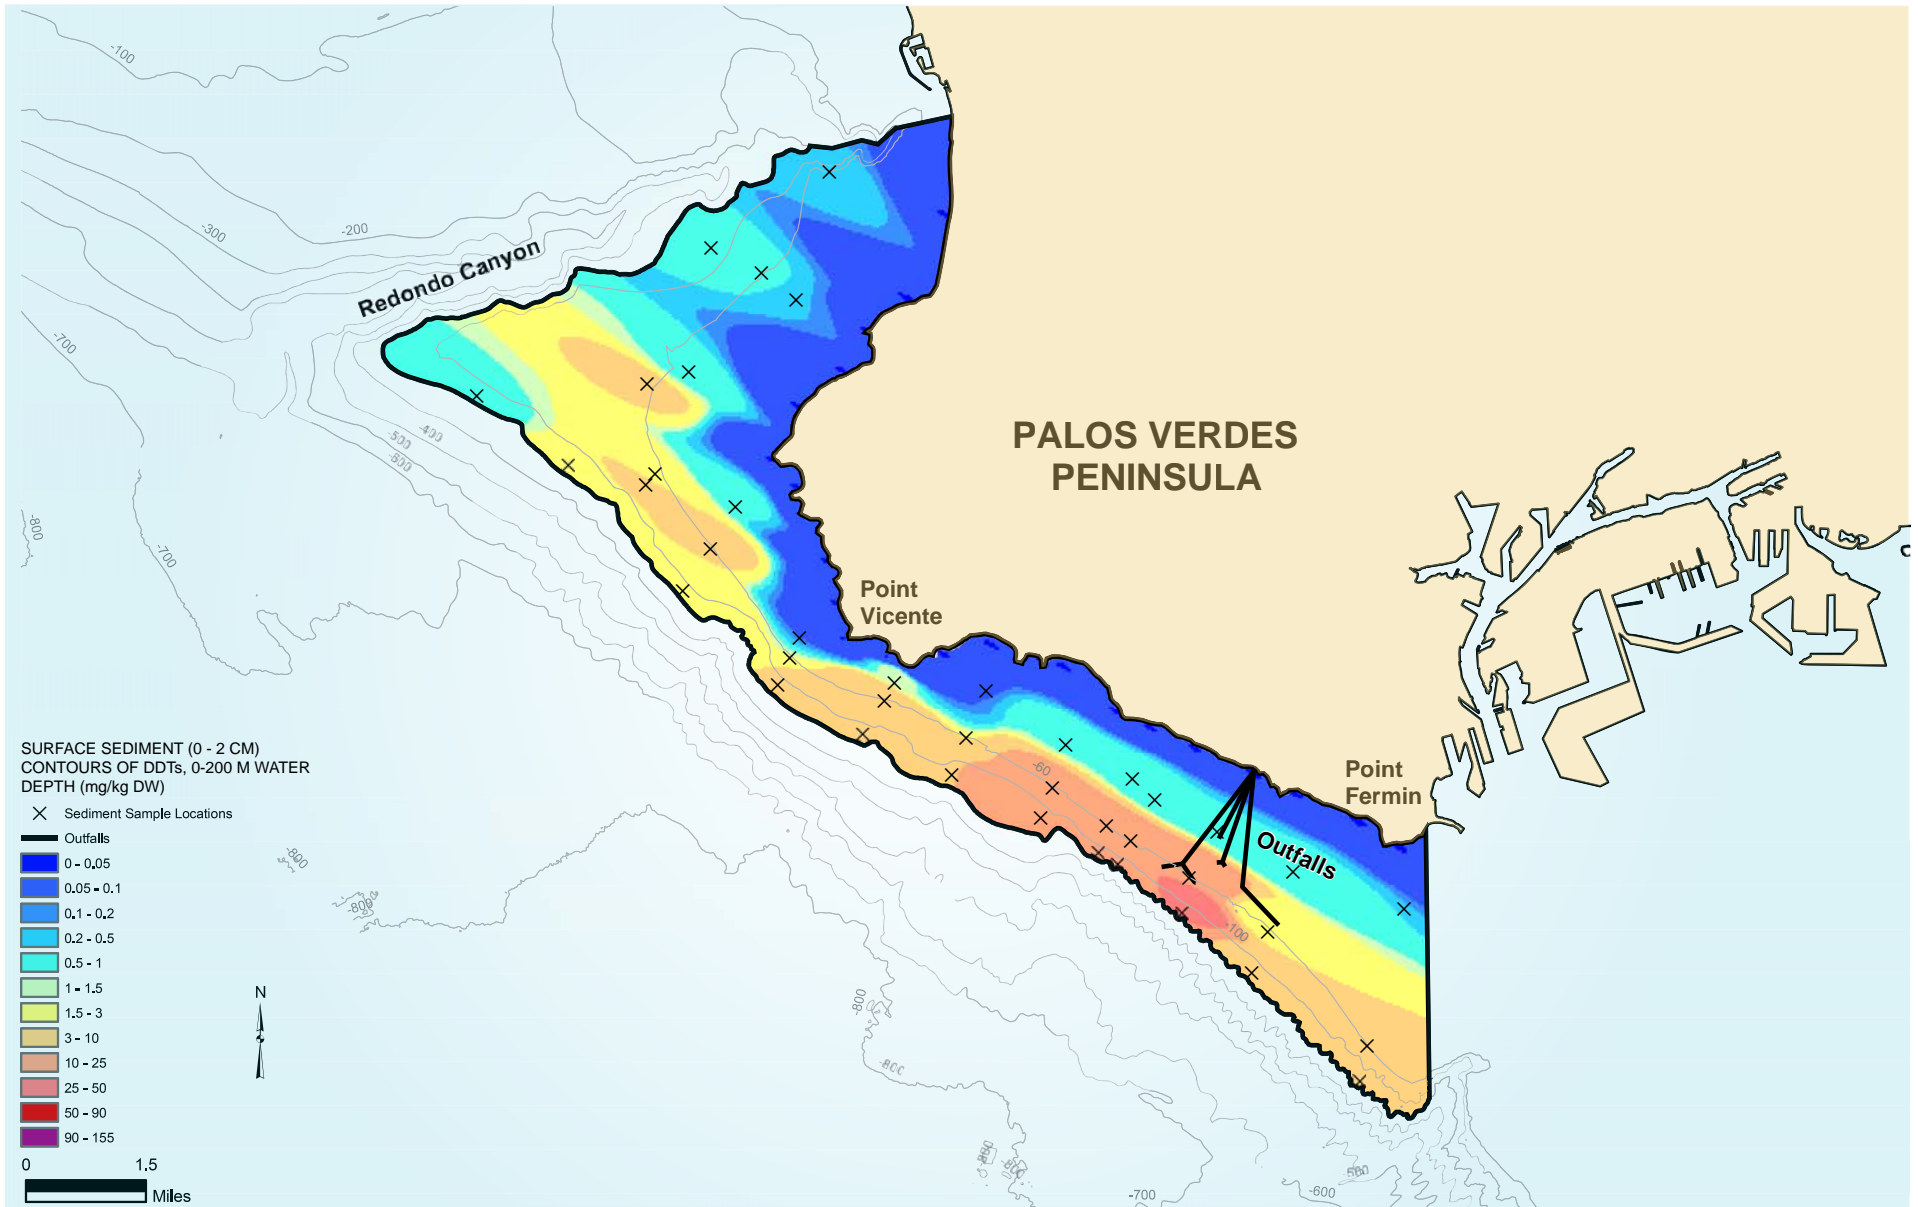 -100
-200
-300
Redondo Canyon
-700
-400
-500
-600
-800
-700
PALOS VERDES
PENINSULA
Point
Vicente
Point
Fermin
Outfalls
-60
-100
SURFACE SEDIMENT (0 - 2 CM)
CONTOURS OF DDTs, 0-200 M WATER
DEPTH (mg/kg DW)
Sediment Sample Locations
Outfalls
0 - 0.05
0.05 - 0.1
0.1 - 0.2
0.2 - 0.5
0.5 - 1
1 - 1.5
1.5 - 3
3 - 10
10 - 25
25 - 50
50 - 90
90 - 155
0 1.5
Miles
N
-800
-800
-800
-800
-800
-700
-600